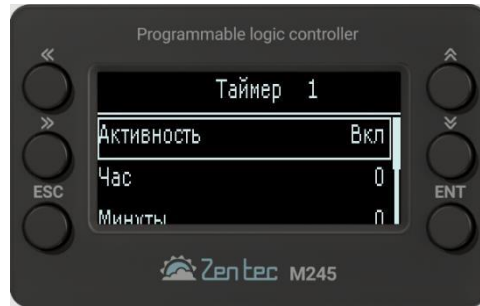 Programmable logic controller
«
»
ESC
Таймер 1
Активность Вкл
Час 0
Минуты 0
ENT
Zentec M245